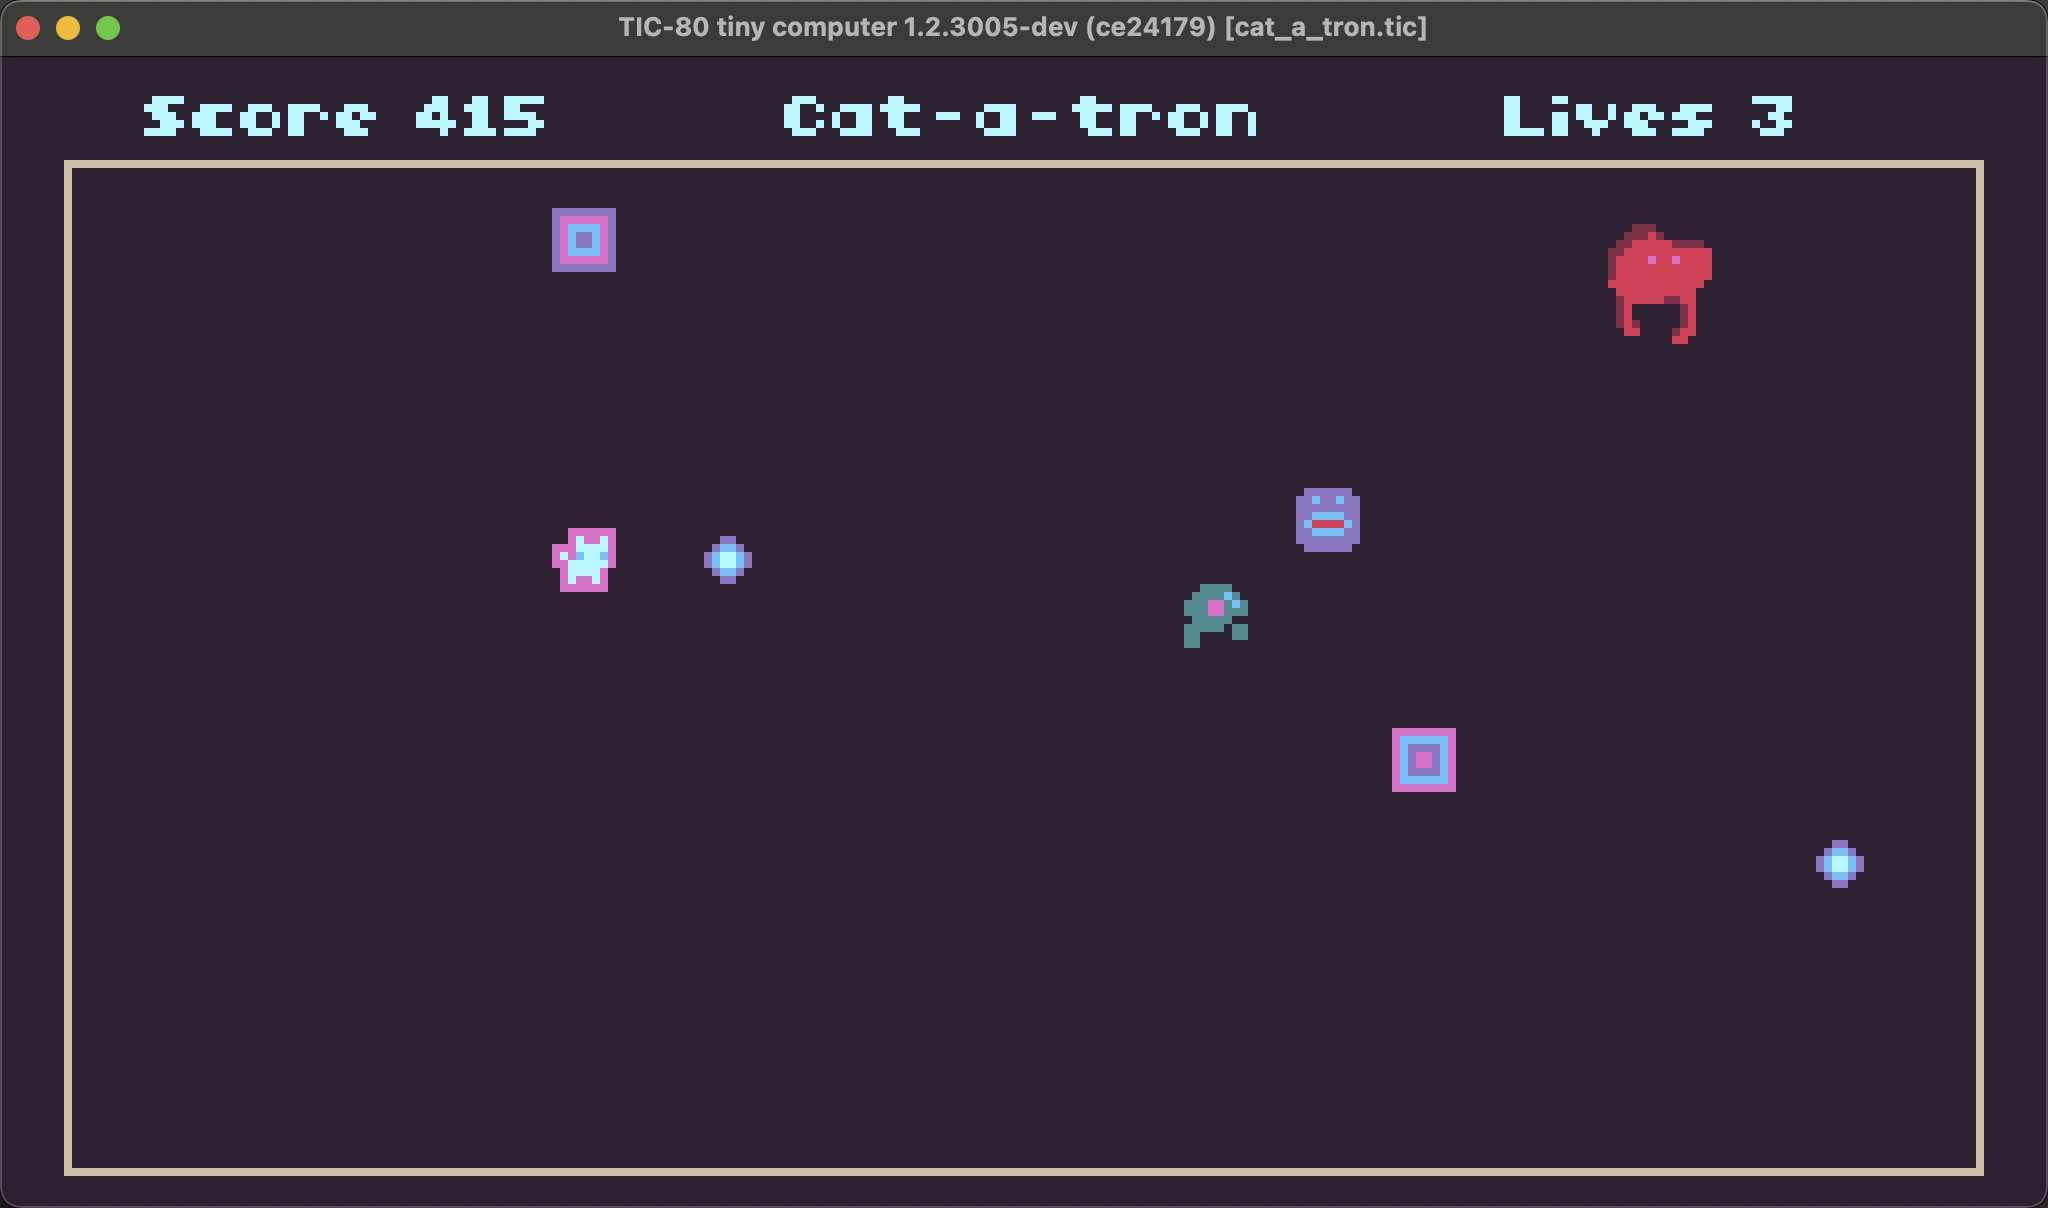 TIC-80 tiny computer 1.2.3005-dev (ce24179) [cat_a_tron.tic]
Score 415 Cat-a-tron Lives 3